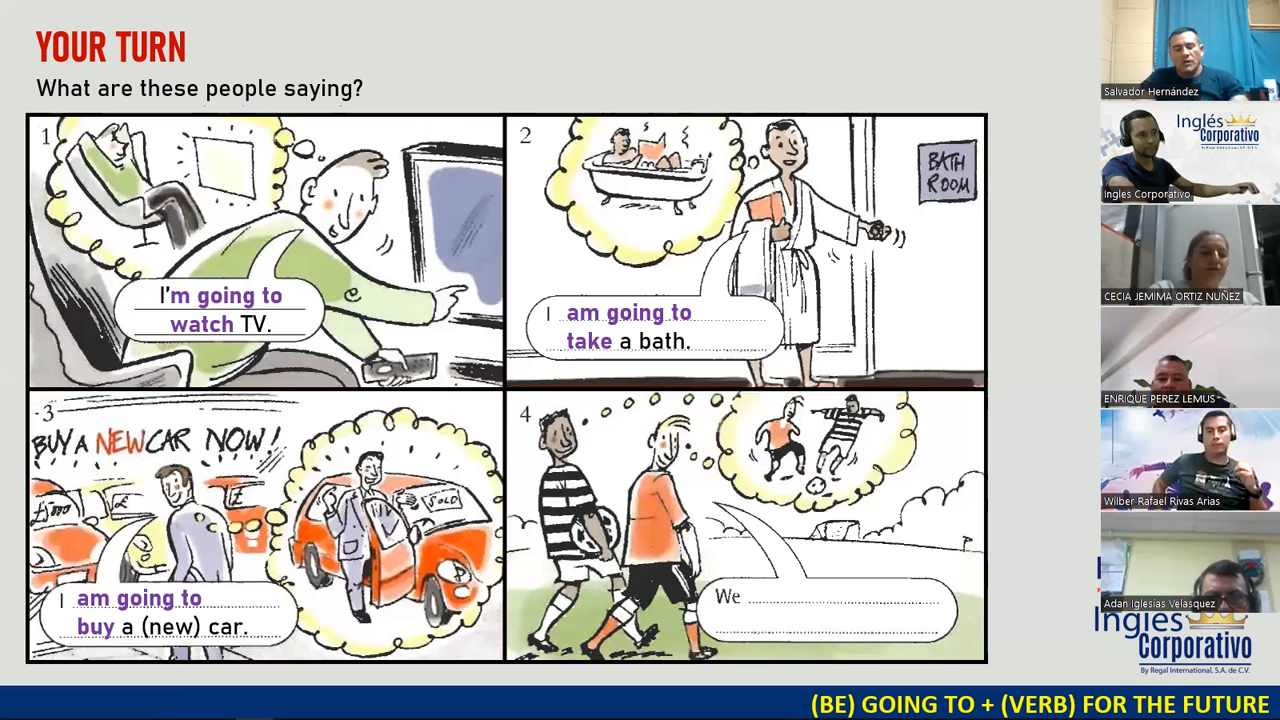 YOUR TURN
What are these people saying?
1
I'm going to
watch TV.
2
BATH
ROOM
I am going to
take a bath.
3
BUY A NEW CAR NOW!
SOLD
I am going to
buy a (new) car.
4
We
Salvador Hernández
Inglés
Corporativo
Ingles Corporativo
CECIA JEMIMA ORTIZ NUÑEZ
ENRIQUE PEREZ LEMUS
Wilber Rafael Rivas Arias
Adan Iglesias Velasquez
Inglés
Corporativo
By Regal International, S.A. de C.V.
(BE) GOING TO + (VERB) FOR THE FUTURE